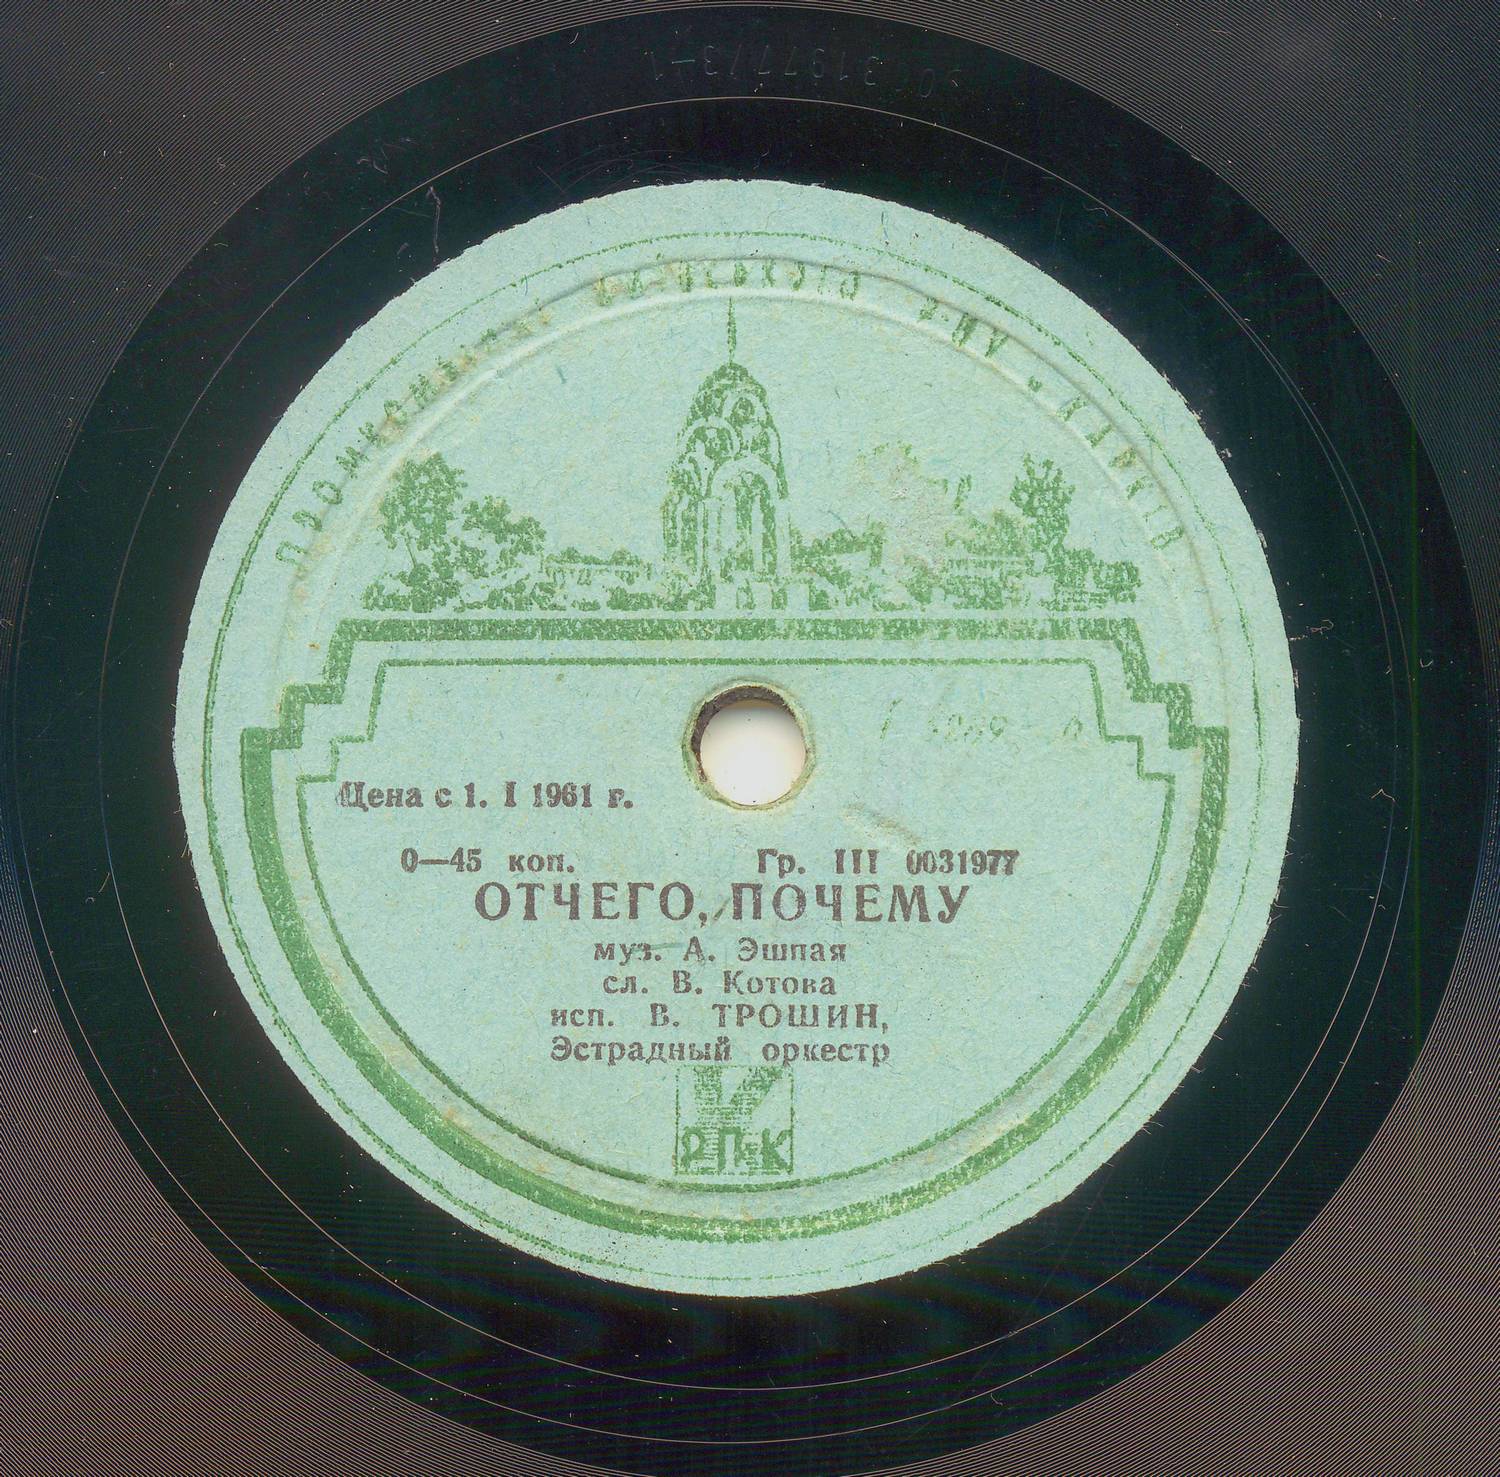 Цена с 1. I 1961 г.
0—45 коп. Гр. III 0031977
ОТЧЕГО, ПОЧЕМУ
муз. А. Эшпая
сл. В. Котова
исп. В. ТРОШИН,
Эстрадный оркестр
РПК